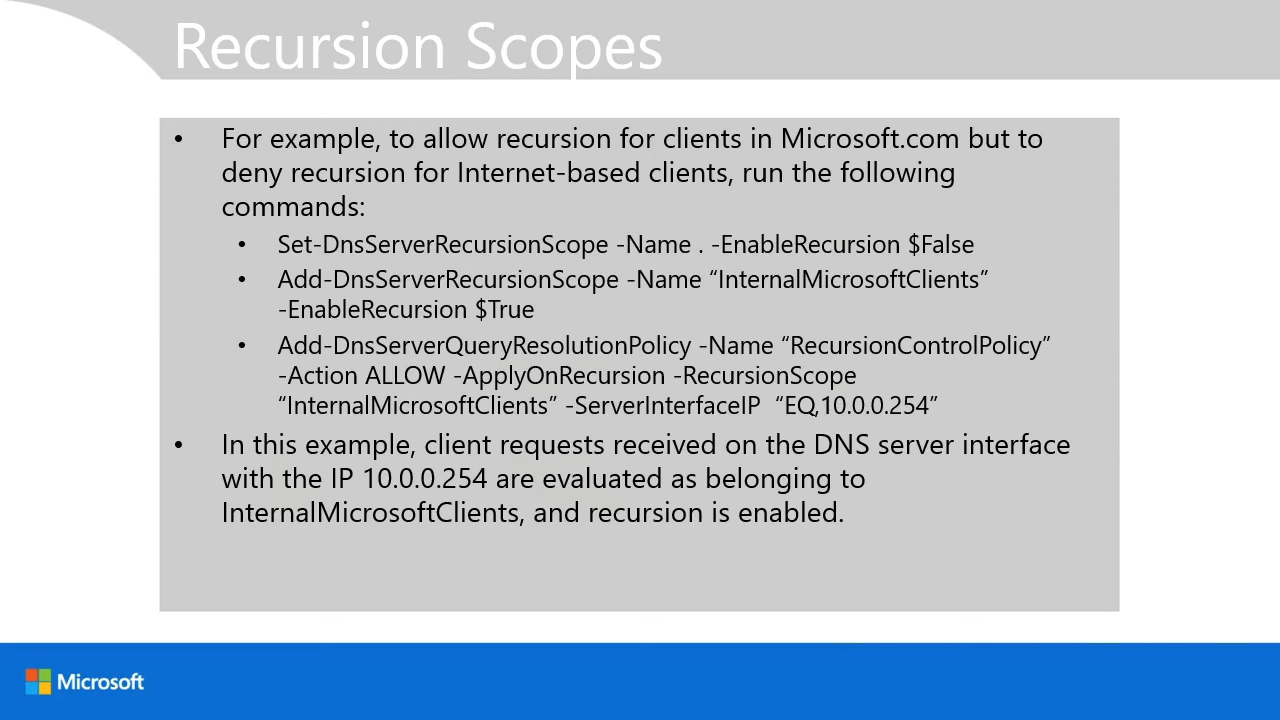 Recursion Scopes
• For example, to allow recursion for clients in Microsoft.com but to
deny recursion for Internet-based clients, run the following
commands:
• Set-DnsServerRecursionScope -Name . -EnableRecursion $False
• Add-DnsServerRecursionScope -Name “InternalMicrosoftClients”
-EnableRecursion $True
• Add-DnsServerQueryResolutionPolicy -Name “RecursionControlPolicy”
-Action ALLOW -ApplyOnRecursion -RecursionScope
“InternalMicrosoftClients” -ServerInterfaceIP “EQ,10.0.0.254”
• In this example, client requests received on the DNS server interface
with the IP 10.0.0.254 are evaluated as belonging to
InternalMicrosoftClients, and recursion is enabled.
Microsoft